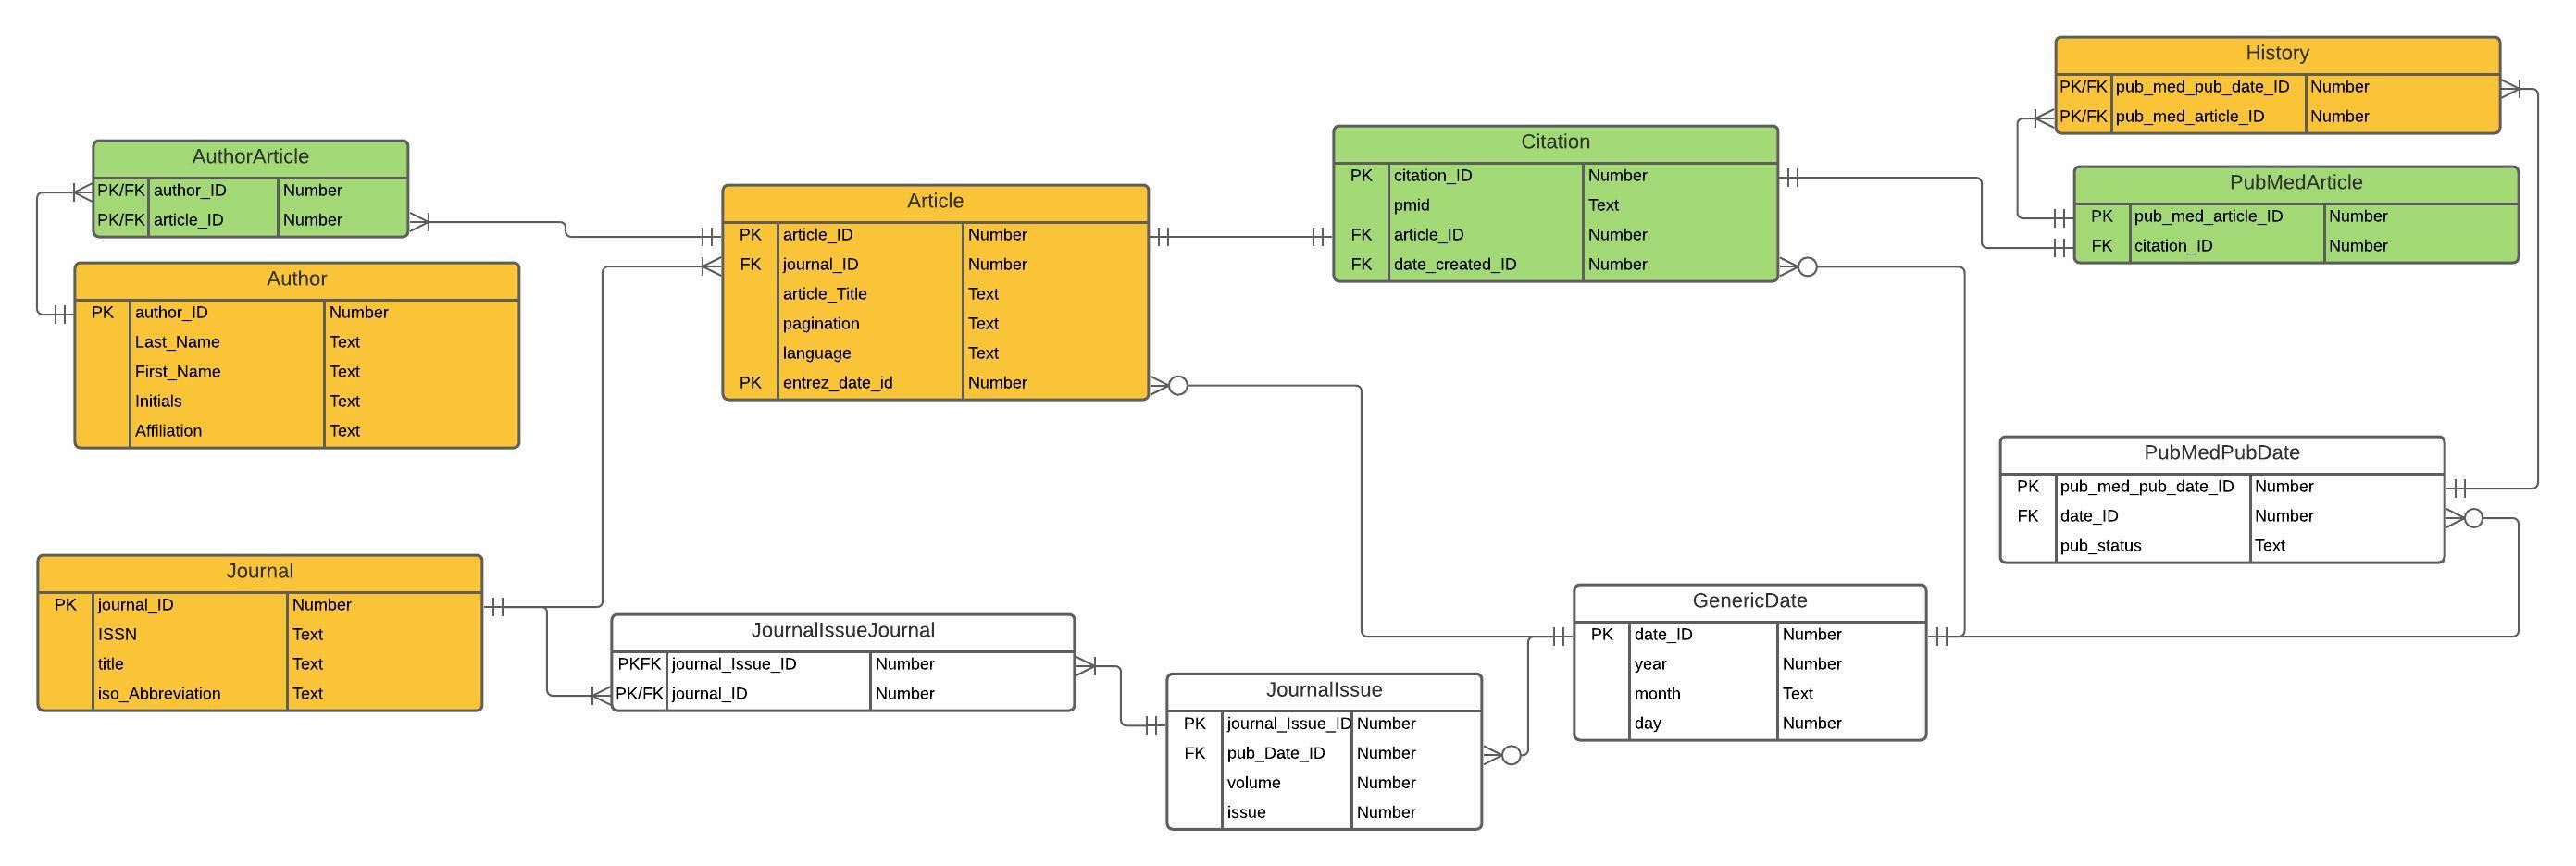 History
PK/FK pub_med_pub_date_ID Number
PK/FK pub_med_article_ID Number
AuthorArticle
PK/FK author_ID Number
PK/FK article_ID Number
Citation
PK citation_ID Number
pmid Text
FK article_ID Number
FK date_created_ID Number
PubMedArticle
PK pub_med_article_ID Number
FK citation_ID Number
Article
PK article_ID Number
FK journal_ID Number
article_Title Text
pagination Text
language Text
PK entrez_date_id Number
Author
PK author_ID Number
Last_Name Text
First_Name Text
Initials Text
Affiliation Text
PubMedPubDate
PK pub_med_pub_date_ID Number
FK date_ID Number
pub_status Text
Journal
PK journal_ID Number
ISSN Text
title Text
iso_Abbreviation Text
JournalIssueJournal
PKFK journal_Issue_ID Number
PK/FK journal_ID Number
GenericDate
PK date_ID Number
year Number
month Text
day Number
JournalIssue
PK journal_Issue_ID Number
FK pub_Date_ID Number
volume Number
issue Number